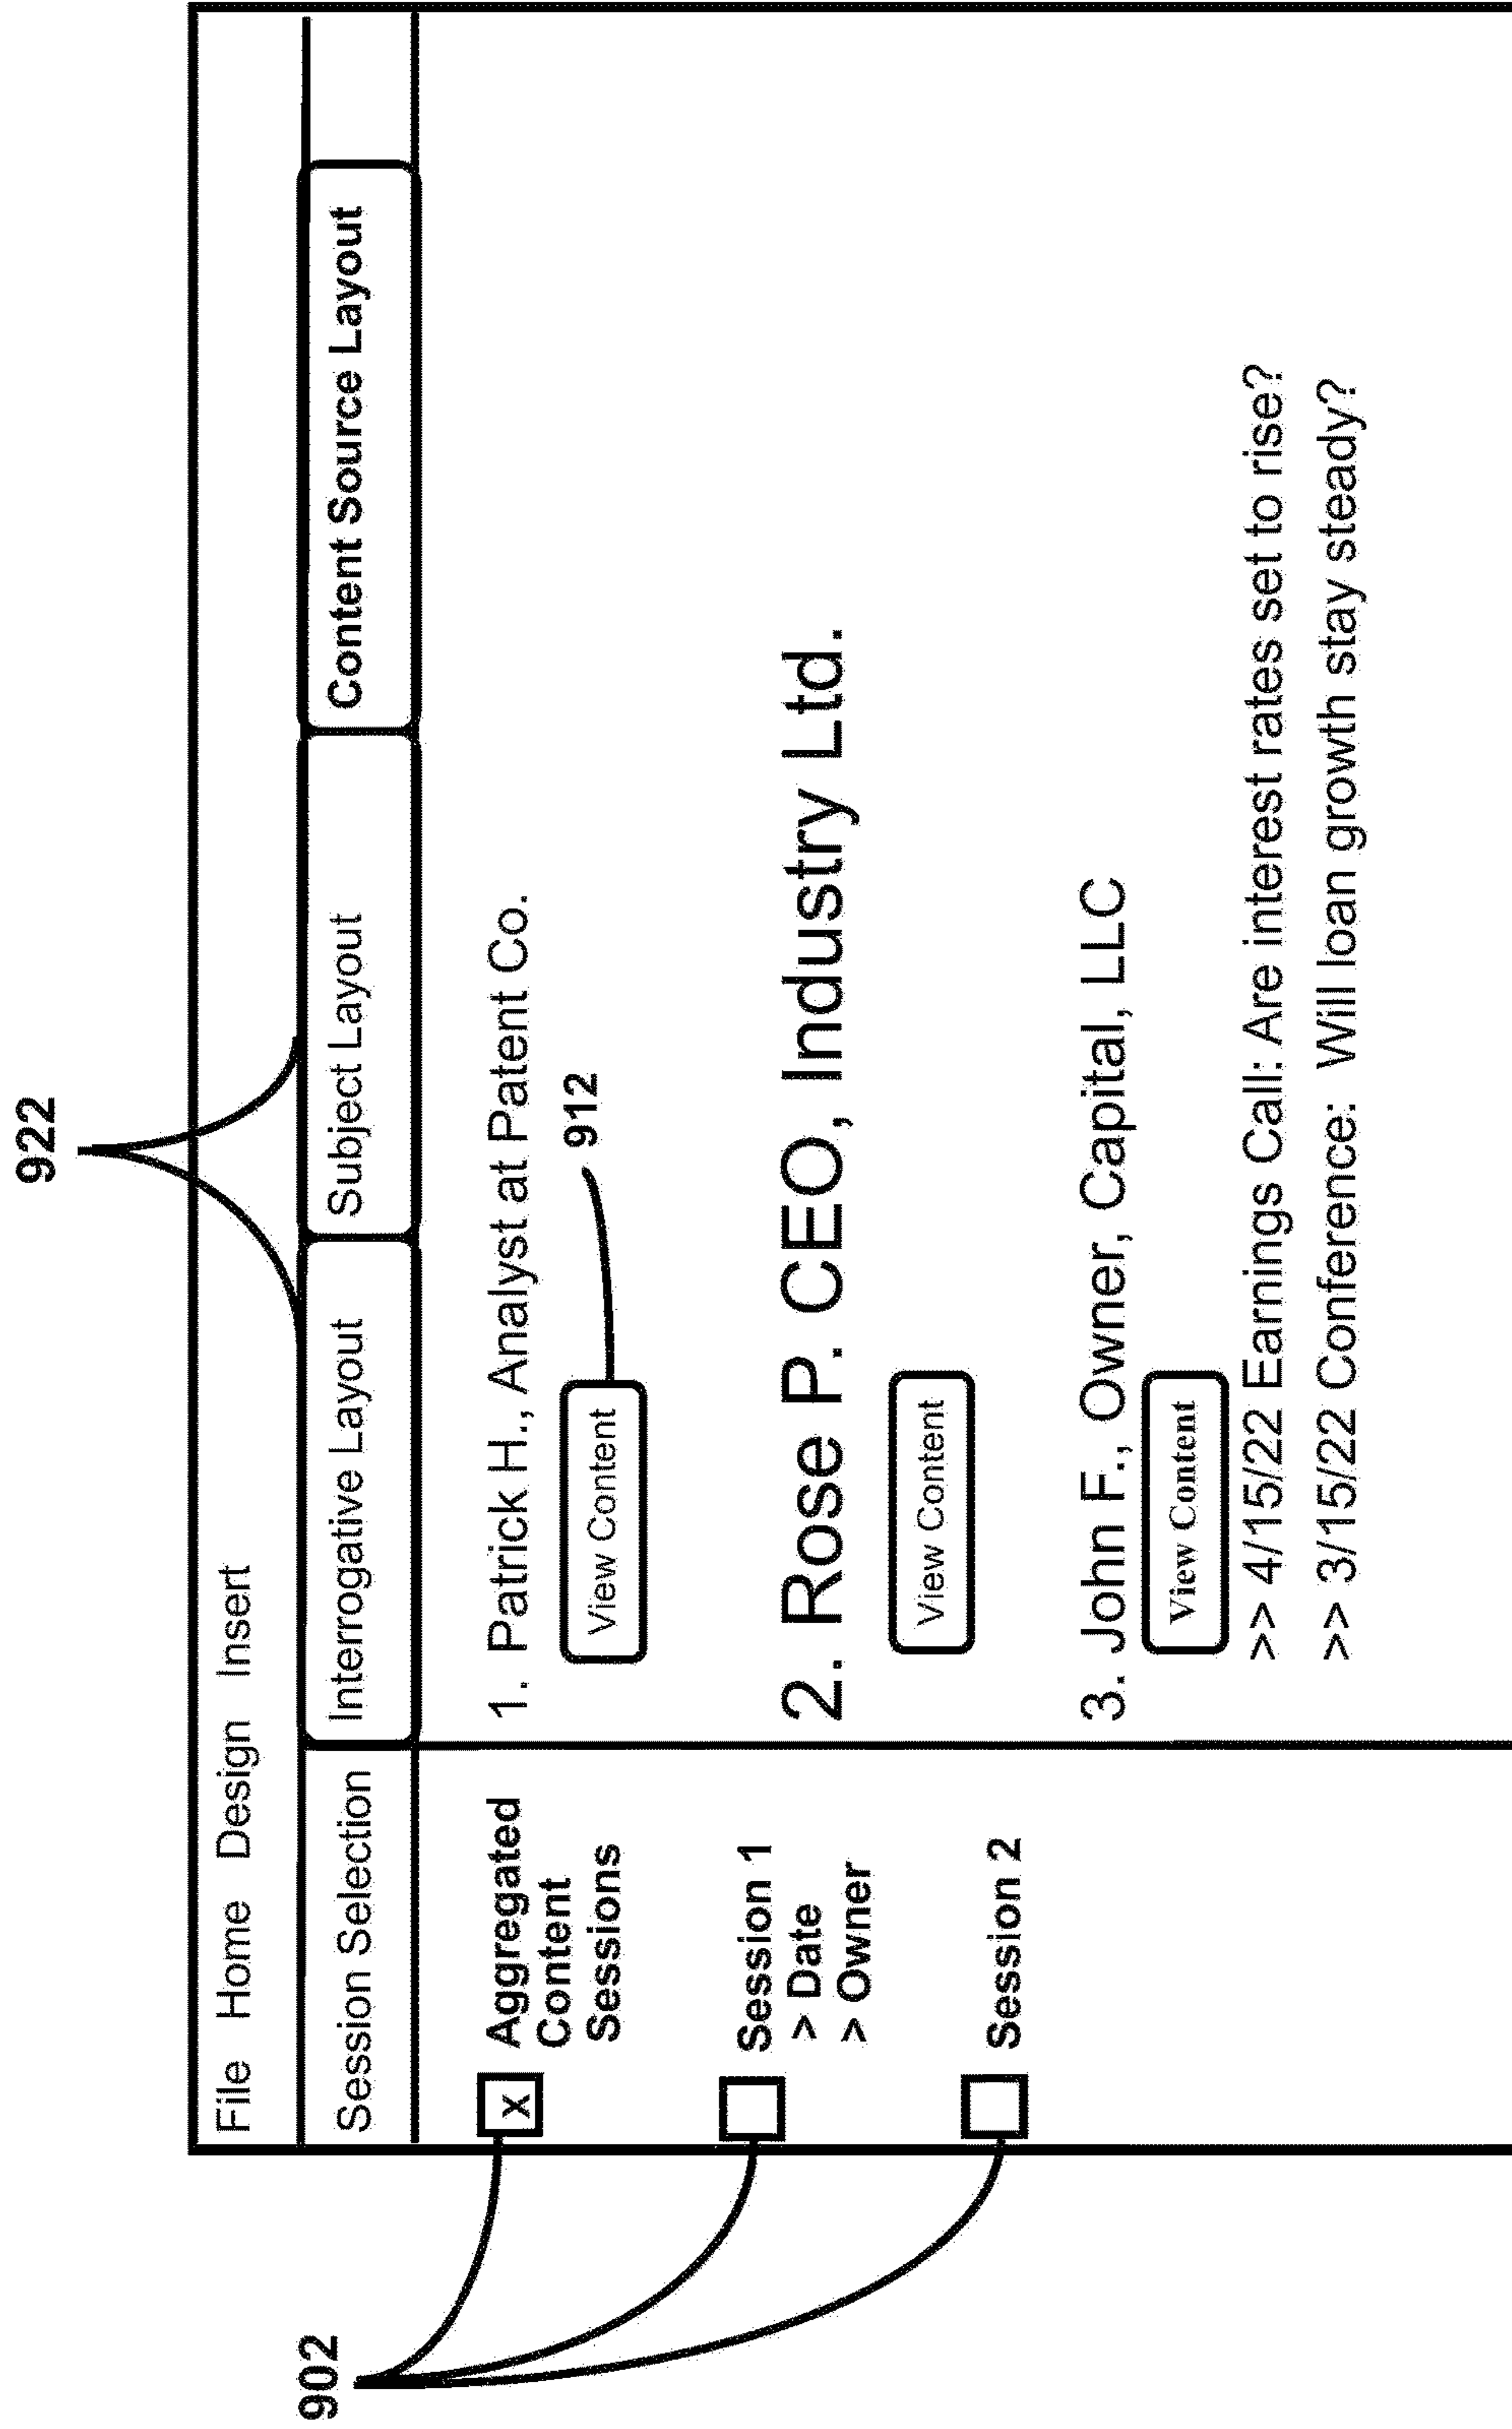 922
File Home Design Insert
Session Selection
Interrogative Layout
Subject Layout
Content Source Layout
902
x
Aggregated
Content
Sessions
Session 1
> Date
> Owner
Session 2
1. Patrick H., Analyst at Patent Co.
View Content
912
2. Rose P. CEO, Industry Ltd.
View Content
3. John F., Owner, Capital, LLC
View Content
>> 4/15/22 Earnings Call: Are interest rates set to rise?
>> 3/15/22 Conference: Will loan growth stay steady?